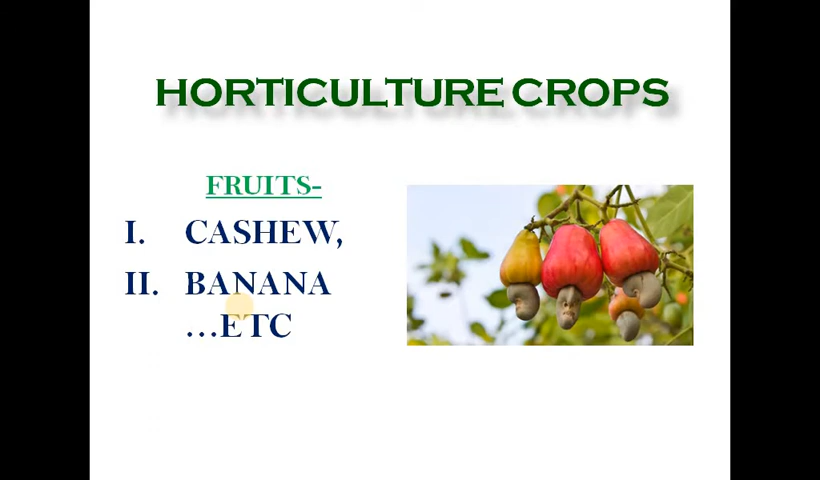 HORTICULTURE CROPS
FRUITS-
I. CASHEW,
II. BANANA
...ETC